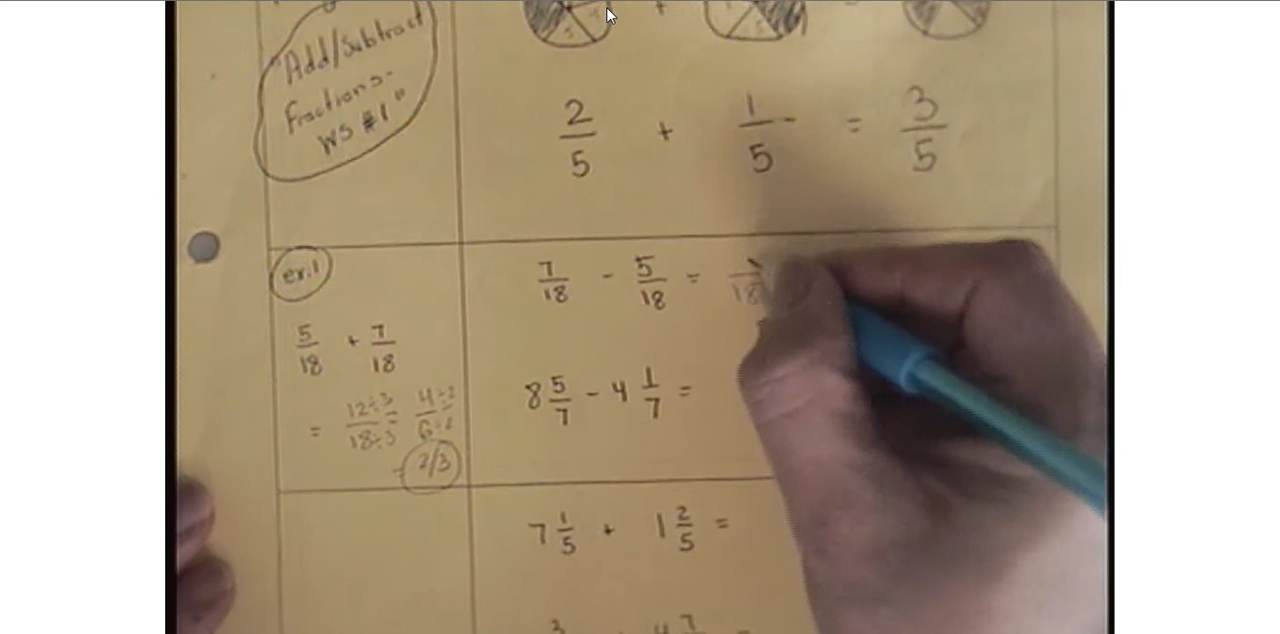 "Add/Subtract
Fractions-
WS #1"
2/5 + 1/5 = 3/5
ex.1
5/18 + 7/18
= 12÷3/18÷3 = 4÷2/6÷2
= 2/3
7/18 - 5/18 = /18
8 5/7 - 4 1/7 =
7 1/5 + 1 2/5 =